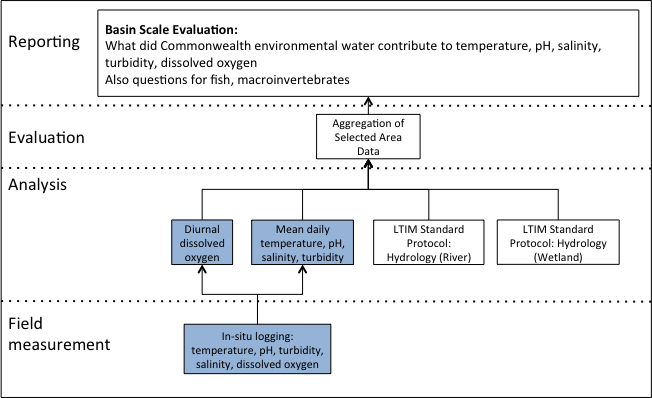 Reporting
Basin Scale Evaluation:
What did Commonwealth environmental water contribute to temperature, pH, salinity,
turbidity, dissolved oxygen
Also questions for fish, macroinvertebrates
Evaluation
Aggregation of
Selected Area
Data
Analysis
Diurnal
dissolved
oxygen
Mean daily
temperature, pH,
salinity, turbidity
LTIM Standard
Protocol:
Hydrology (River)
LTIM Standard
Protocol: Hydrology
(Wetland)
Field
measurement
In-situ logging:
temperature, pH, turbidity,
salinity, dissolved oxygen